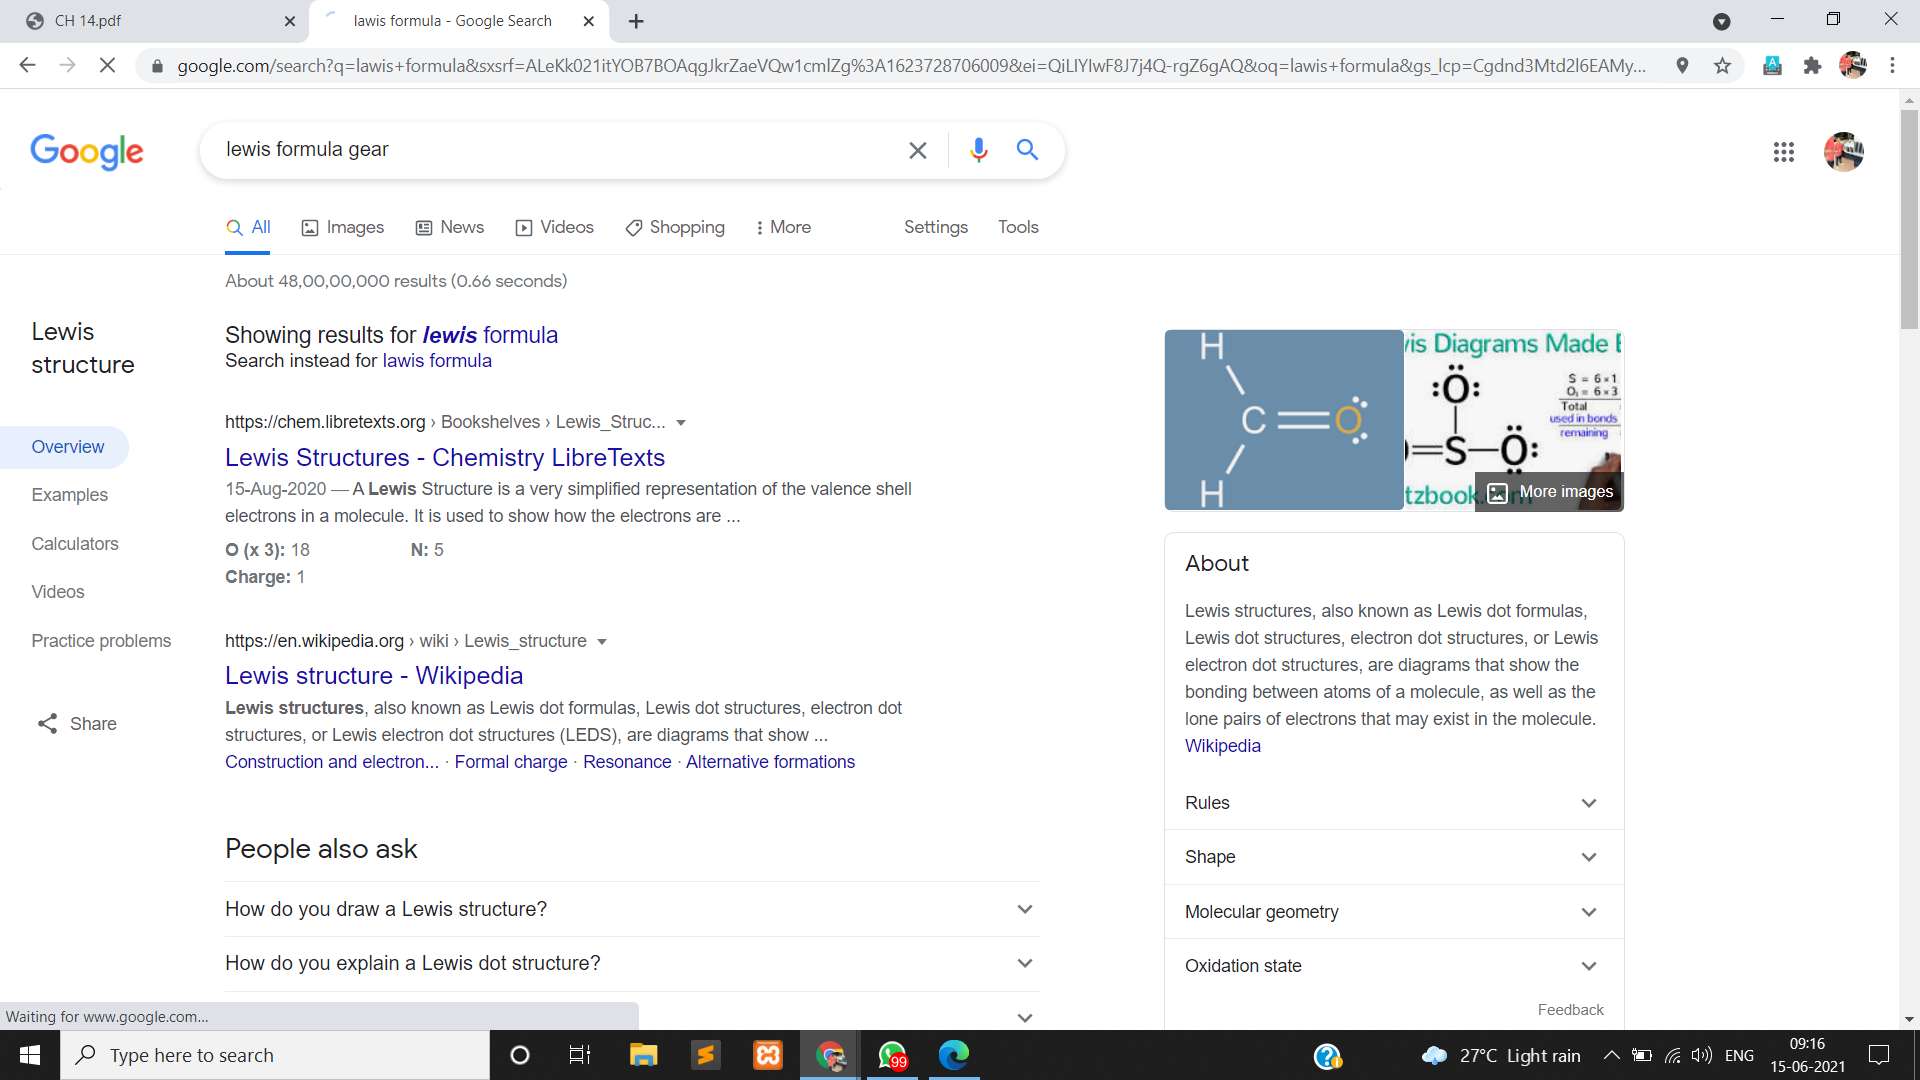 CH 14.pdf
lawis formula - Google Search
google.com/search?q=lawis+formula&sxsrf=ALeKk021itYOB7BOAqgJkrZaeVQw1cmlZg%3A1623728706009&ei=QiLIYIwF8J7j4Q-rgZ6gAQ&oq=lawis+formula&gs_lcp=Cgdnd3Mtd2l6EAMy...
Google
lewis formula gear
All
Images
News
Videos
Shopping
More
Settings
Tools
About 48,00,00,000 results (0.66 seconds)
Lewis
structure
Overview
Examples
Calculators
Videos
Practice problems
Share
Showing results for lewis formula
Search instead for lawis formula
https://chem.libretexts.org › Bookshelves › Lewis_Struc...
Lewis Structures - Chemistry LibreTexts
15-Aug-2020 — A Lewis Structure is a very simplified representation of the valence shell
electrons in a molecule. It is used to show how the electrons are ...
O (x 3): 18 N: 5
Charge: 1
https://en.wikipedia.org › wiki › Lewis_structure
Lewis structure - Wikipedia
Lewis structures, also known as Lewis dot formulas, Lewis dot structures, electron dot
structures, or Lewis electron dot structures (LEDS), are diagrams that show ...
Construction and electron... · Formal charge · Resonance · Alternative formations
People also ask
How do you draw a Lewis structure?
How do you explain a Lewis dot structure?
H
C O
H
is Diagrams Made
O
S O
S = 6×1
O₃ = 6×3
Total
used in bonds
remaining
More images
About
Lewis structures, also known as Lewis dot formulas,
Lewis dot structures, electron dot structures, or Lewis
electron dot structures, are diagrams that show the
bonding between atoms of a molecule, as well as the
lone pairs of electrons that may exist in the molecule.
Wikipedia
Rules
Shape
Molecular geometry
Oxidation state
Feedback
Waiting for www.google.com...
Type here to search
99
27°C Light rain
ENG
09:16
15-06-2021